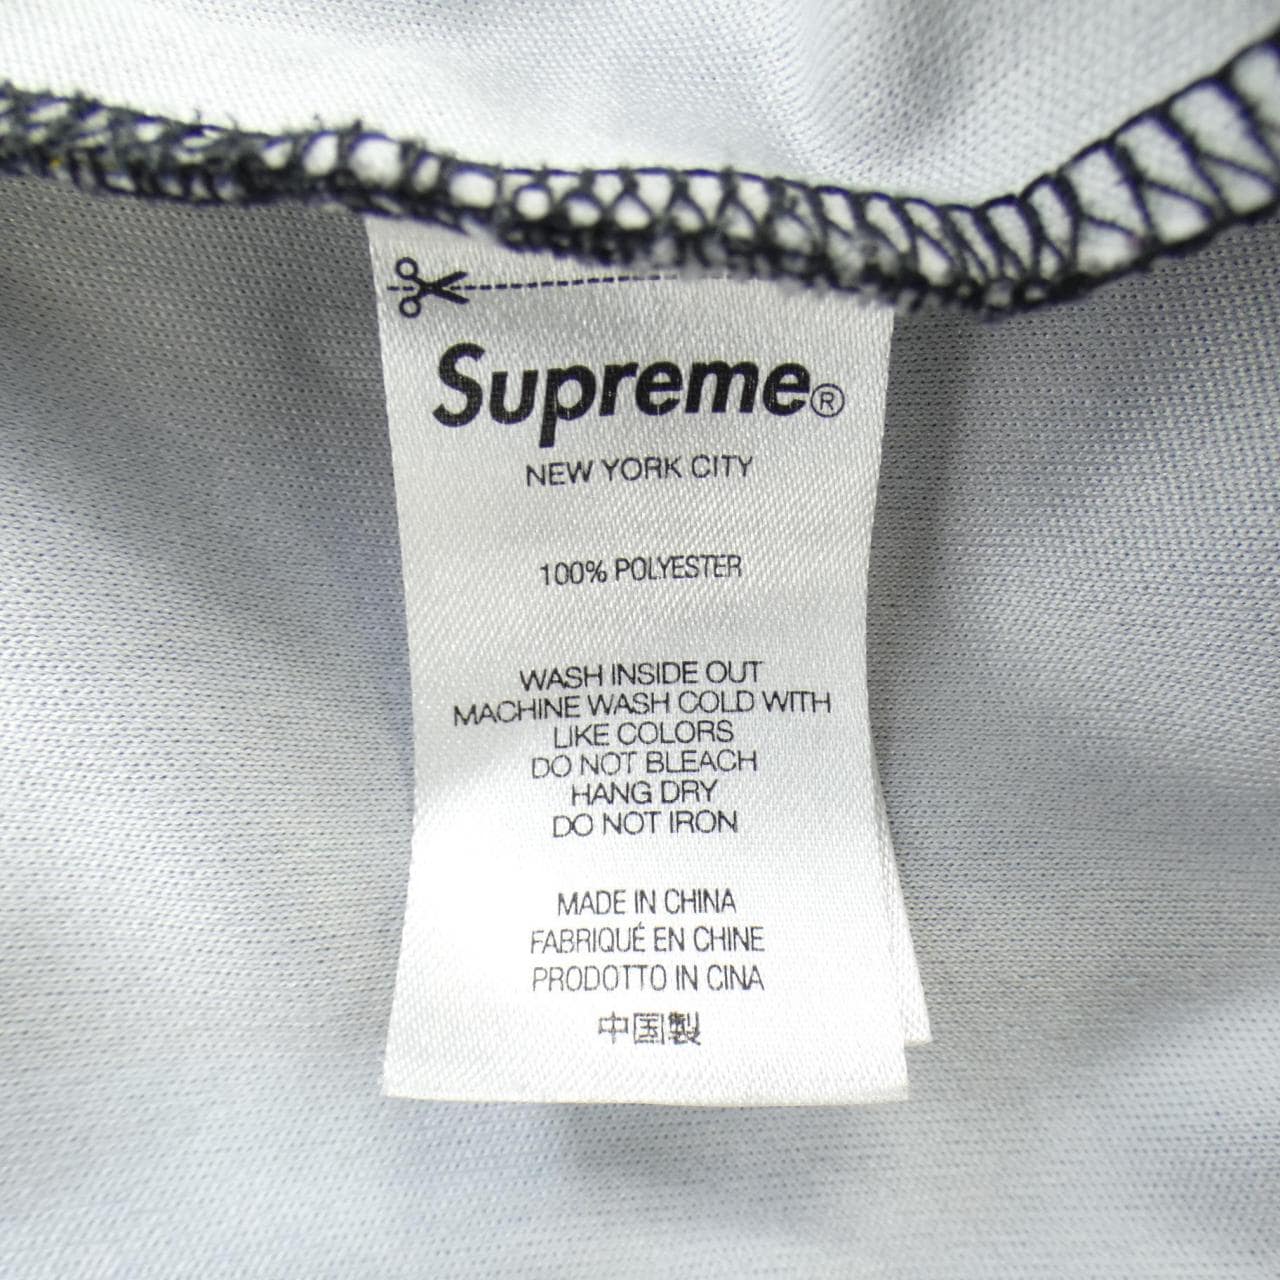 Supreme®
NEW YORK CITY
100% POLYESTER
WASH INSIDE OUT
MACHINE WASH COLD WITH
LIKE COLORS
DO NOT BLEACH
HANG DRY
DO NOT IRON
MADE IN CHINA
FABRIQUÉ EN CHINE
PRODOTTO IN CINA
中国製